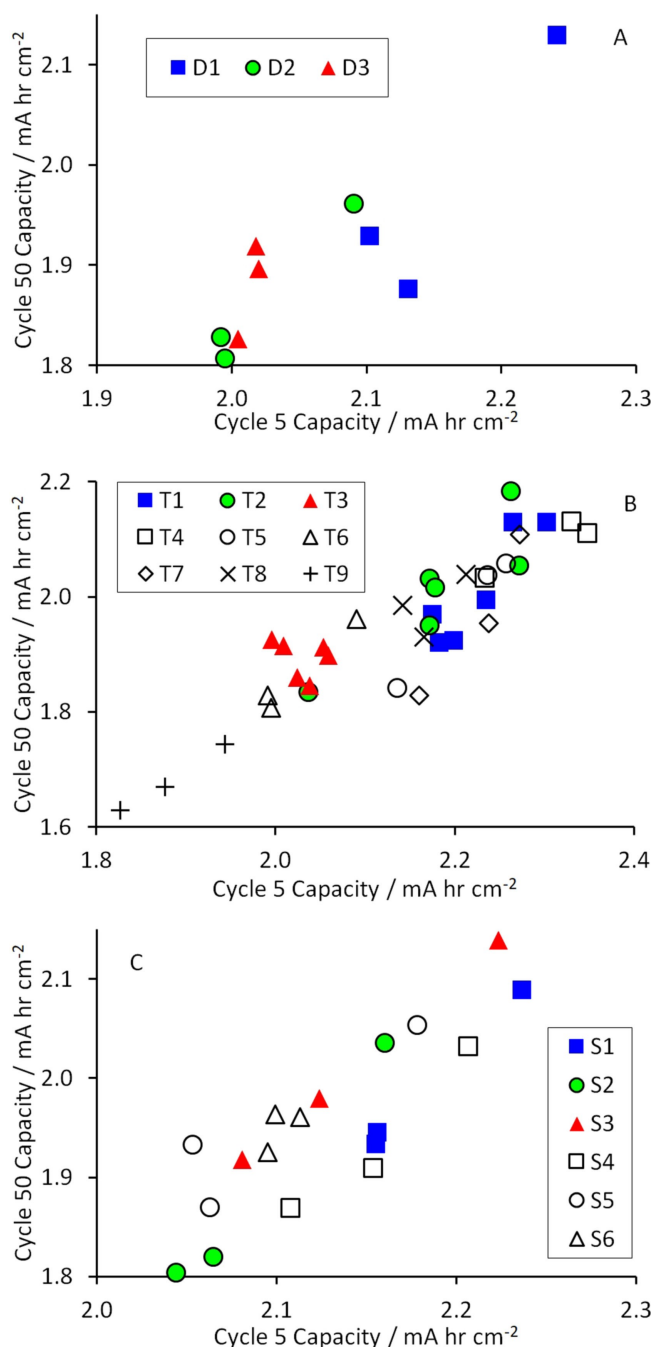 A
D1 D2 D3
Cycle 50 Capacity / mA hr cm-2
2.1
2.0
1.9
1.8
1.9 2.0 2.1 2.2 2.3
Cycle 5 Capacity / mA hr cm-2
B
T1 T2 T3
T4 T5 T6
T7 T8 T9
Cycle 50 Capacity / mA hr cm-2
2.2
2.0
1.8
1.6
1.8 2.0 2.2 2.4
Cycle 5 Capacity / mA hr cm-2
C
Cycle 50 Capacity / mA hr cm-2
2.1
2.0
1.9
1.8
S1
S2
S3
S4
S5
S6
2.0 2.1 2.2 2.3
Cycle 5 Capacity / mA hr cm-2